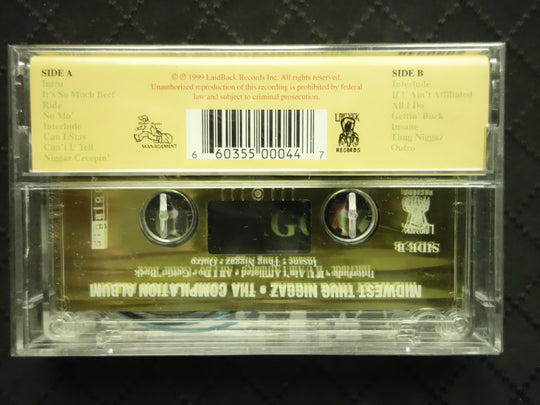 SIDE A
Intro
It's So Much Beef
Ride
No Mo'
Interlude
Can I Stay
Can't U Tell
Niggaz Creepin'
© ℗ 1999 LaidBack Records Inc. All rights reserved.
Unauthorized reproduction of this recording is prohibited by federal
law and subject to criminal prosecution.
MANAGEMENT
6 60355 00044 7
LAIDBACK
RECORDS
SIDE B
Interlude
If U Ain't Affiliated
All I Do
Gettin' Buck
Insane
Thug Niggaz
Outro
SIDE B
Interlude • If U Ain't Affiliated • All I Do • Gettin' Buck
Insane • Thug Niggaz • Outro
MIDWEST THUG NIGGAZ • THA COMPILATION ALBUM